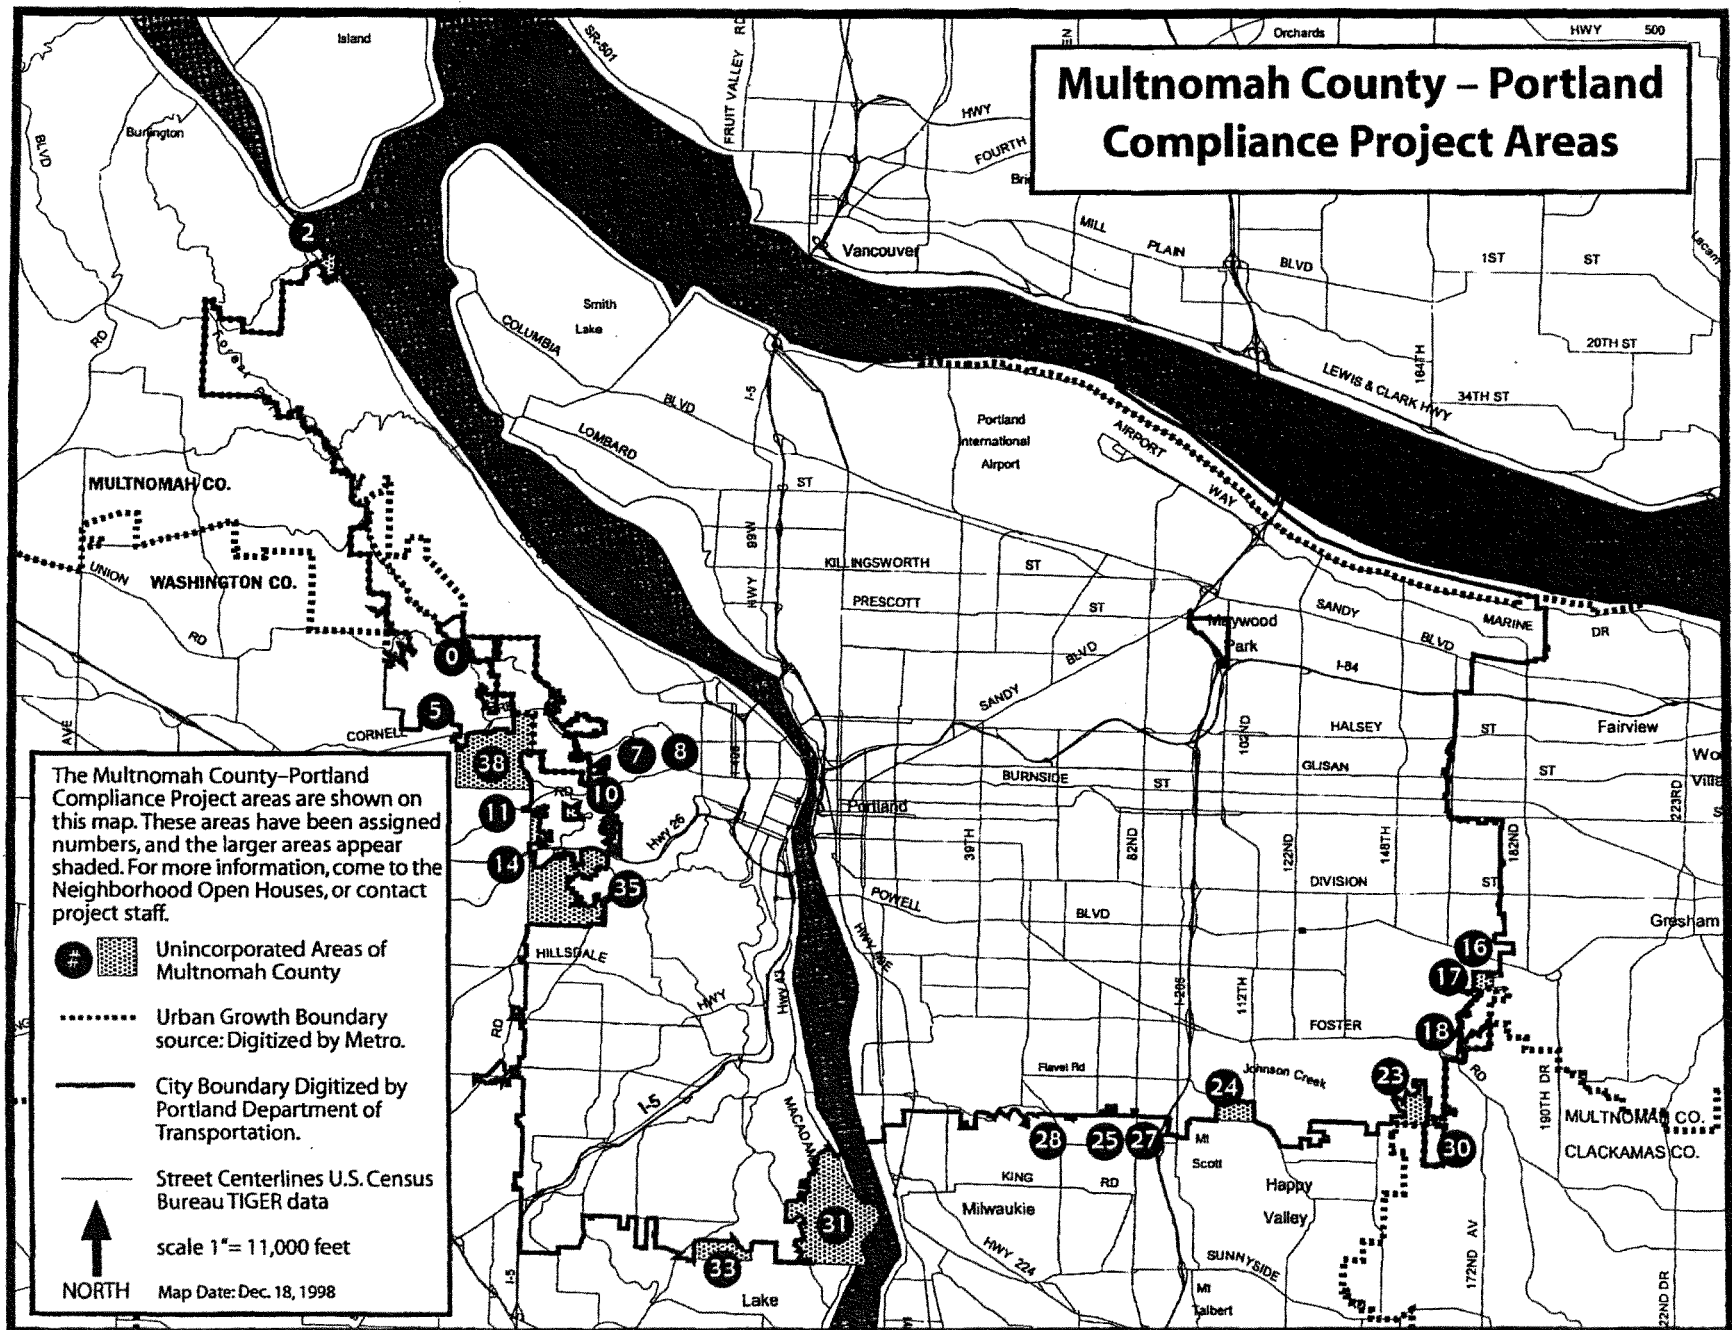 Multnomah County – Portland
Compliance Project Areas
Island
SR-501
FRUIT VALLEY RD
Orchards
HWY 500
Burlington
BLVD
HWY
FOURTH
2
Vancouver
MILL PLAIN BLVD
1ST ST
RD
Smith
Lake
COLUMBIA
BLVD
I-5
164TH
20TH ST
LEWIS & CLARK HWY
34TH ST
LOMBARD
ST
Portland
International
Airport
AIRPORT
WAY
MULTNOMAH CO.
WASHINGTON CO.
UNION
RD
HWY 99W
KILLINGSWORTH ST
PRESCOTT ST
SANDY
BLVD
MARINE
DR
Maywood
Park
SANDY
BLVD
I-84
0
5
CORNELL
AVE
38
7
8
10
RD
11
14
35
Hwy 26
BURNSIDE ST
Portland
102ND
HALSEY ST
Fairview
GLISAN
ST
223RD
39TH
82ND
122ND
148TH
182ND
DIVISION
ST
POWELL
BLVD
Gresham
HILLSDALE
HWY
RD
Hwy 43
I-205
112TH
16
17
FOSTER
18
RD
Flavel Rd
Johnson Creek
24
23
190TH DR
I-5
MACADAM
28
25
27
Mt
Scott
30
MULTNOMAH CO.
CLACKAMAS CO.
KING
RD
Happy
Valley
Milwaukie
31
33
Lake
I-5
HWY 224
SUNNYSIDE
172ND AV
Mt
Talbert
The Multnomah County–Portland
Compliance Project areas are shown on
this map. These areas have been assigned
numbers, and the larger areas appear
shaded. For more information, come to the
Neighborhood Open Houses, or contact
project staff.
# Unincorporated Areas of
Multnomah County
Urban Growth Boundary
source: Digitized by Metro.
City Boundary Digitized by
Portland Department of
Transportation.
Street Centerlines U.S. Census
Bureau TIGER data
scale 1"= 11,000 feet
NORTH
Map Date: Dec. 18, 1998